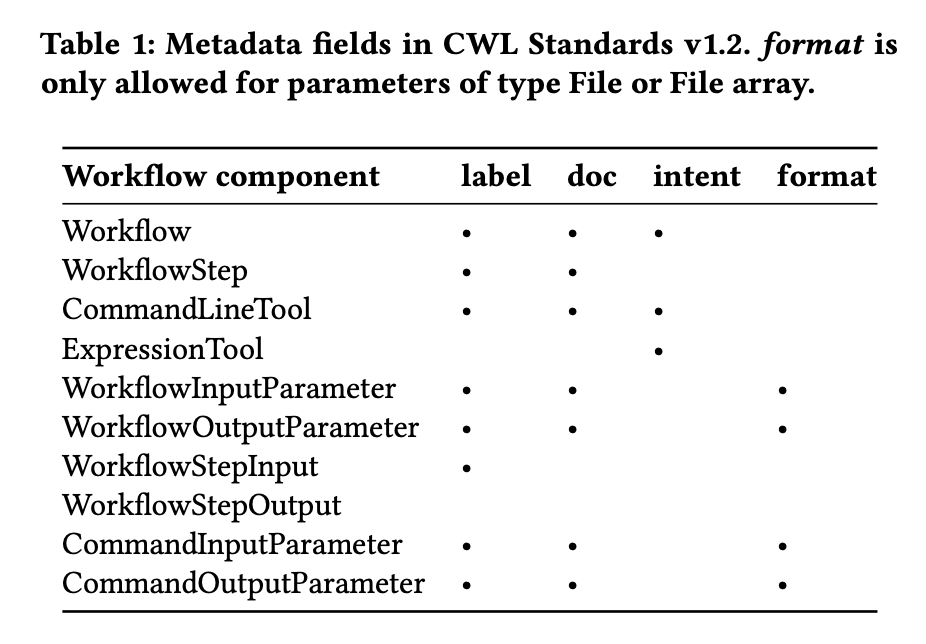 Table 1: Metadata fields in CWL Standards v1.2. format is
only allowed for parameters of type File or File array.
Workflow component label doc intent format
Workflow • • •
WorkflowStep • •
CommandLineTool • • •
ExpressionTool •
WorkflowInputParameter • • •
WorkflowOutputParameter • • •
WorkflowStepInput •
WorkflowStepOutput
CommandInputParameter • • •
CommandOutputParameter • • •